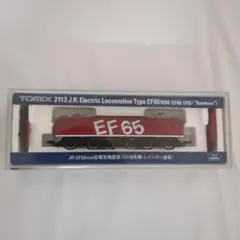 TOMIX 2113 J.R. Electric Locomotive Type EF65 1000 (EF65 1118/"Rainbow")
EF65
JR EF65 1000形電気機関車(1118号機・レインボー塗装)